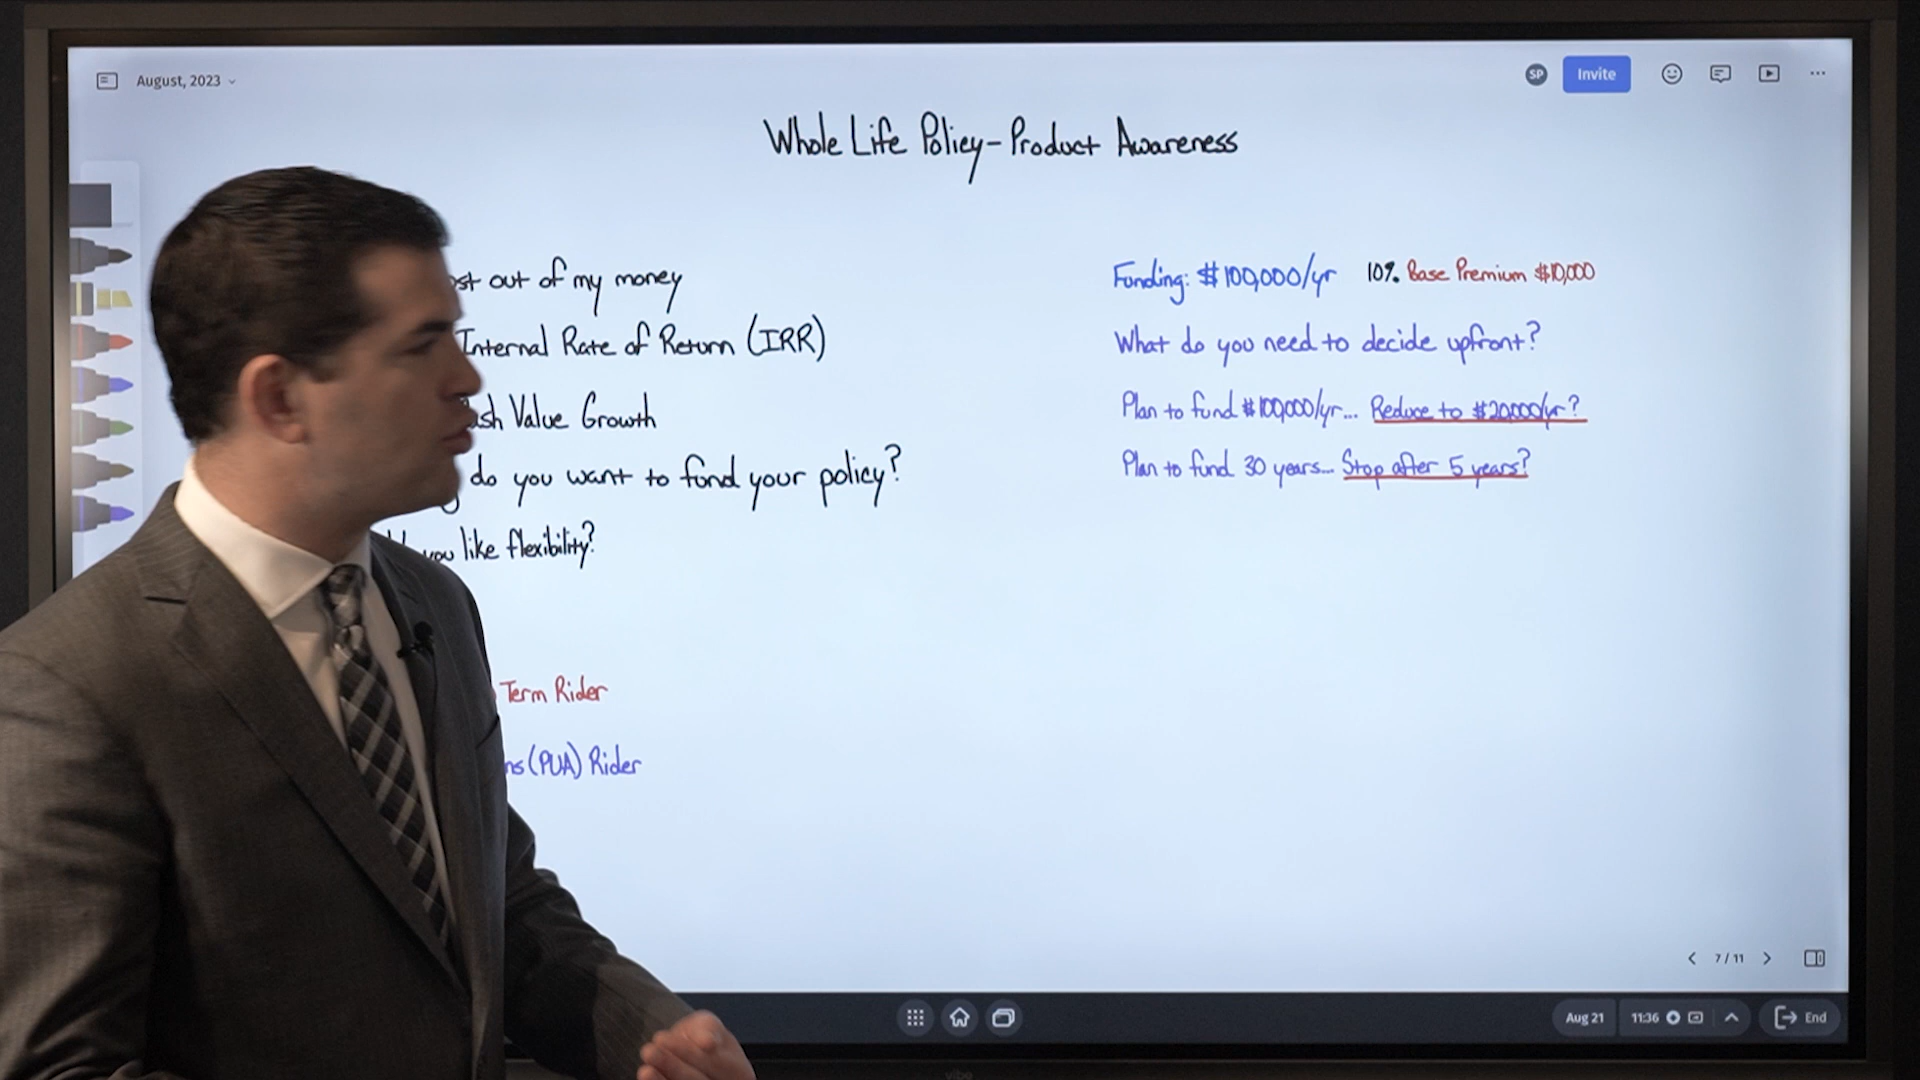 August, 2023
SP
Invite
Whole Life Policy - Product Awareness
out of my money
Internal Rate of Return (IRR)
Value Growth
do you want to fund your policy?
you like flexibility?
Term Rider
(PUA) Rider
Funding: $100,000/yr 10% Base Premium $10,000
What do you need to decide upfront?
Plan to fund $100,000/yr... Reduce to $20,000/yr?
Plan to fund 30 years... Stop after 5 years?
7 / 11
Aug 21
11:36
End
vibe